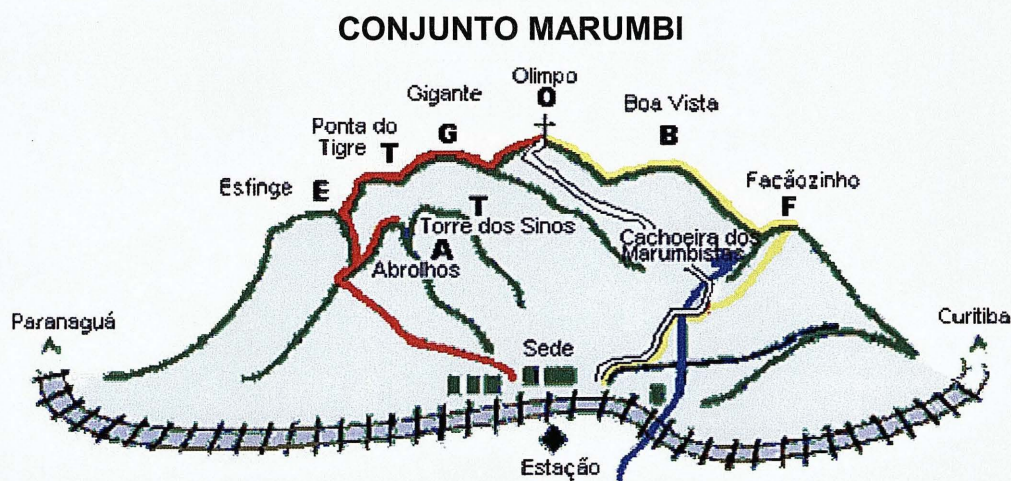 CONJUNTO MARUMBI
Olimpo
O
Gigante
G
Boa Vista
B
Ponta do
Tigre T
Facãozinho
F
Esfinge E
T
Torre dos Sinos
A
Abrolhos
Cachoeira dos
Marumbistas
Paranaguá
Curitiba
Sede
Estação